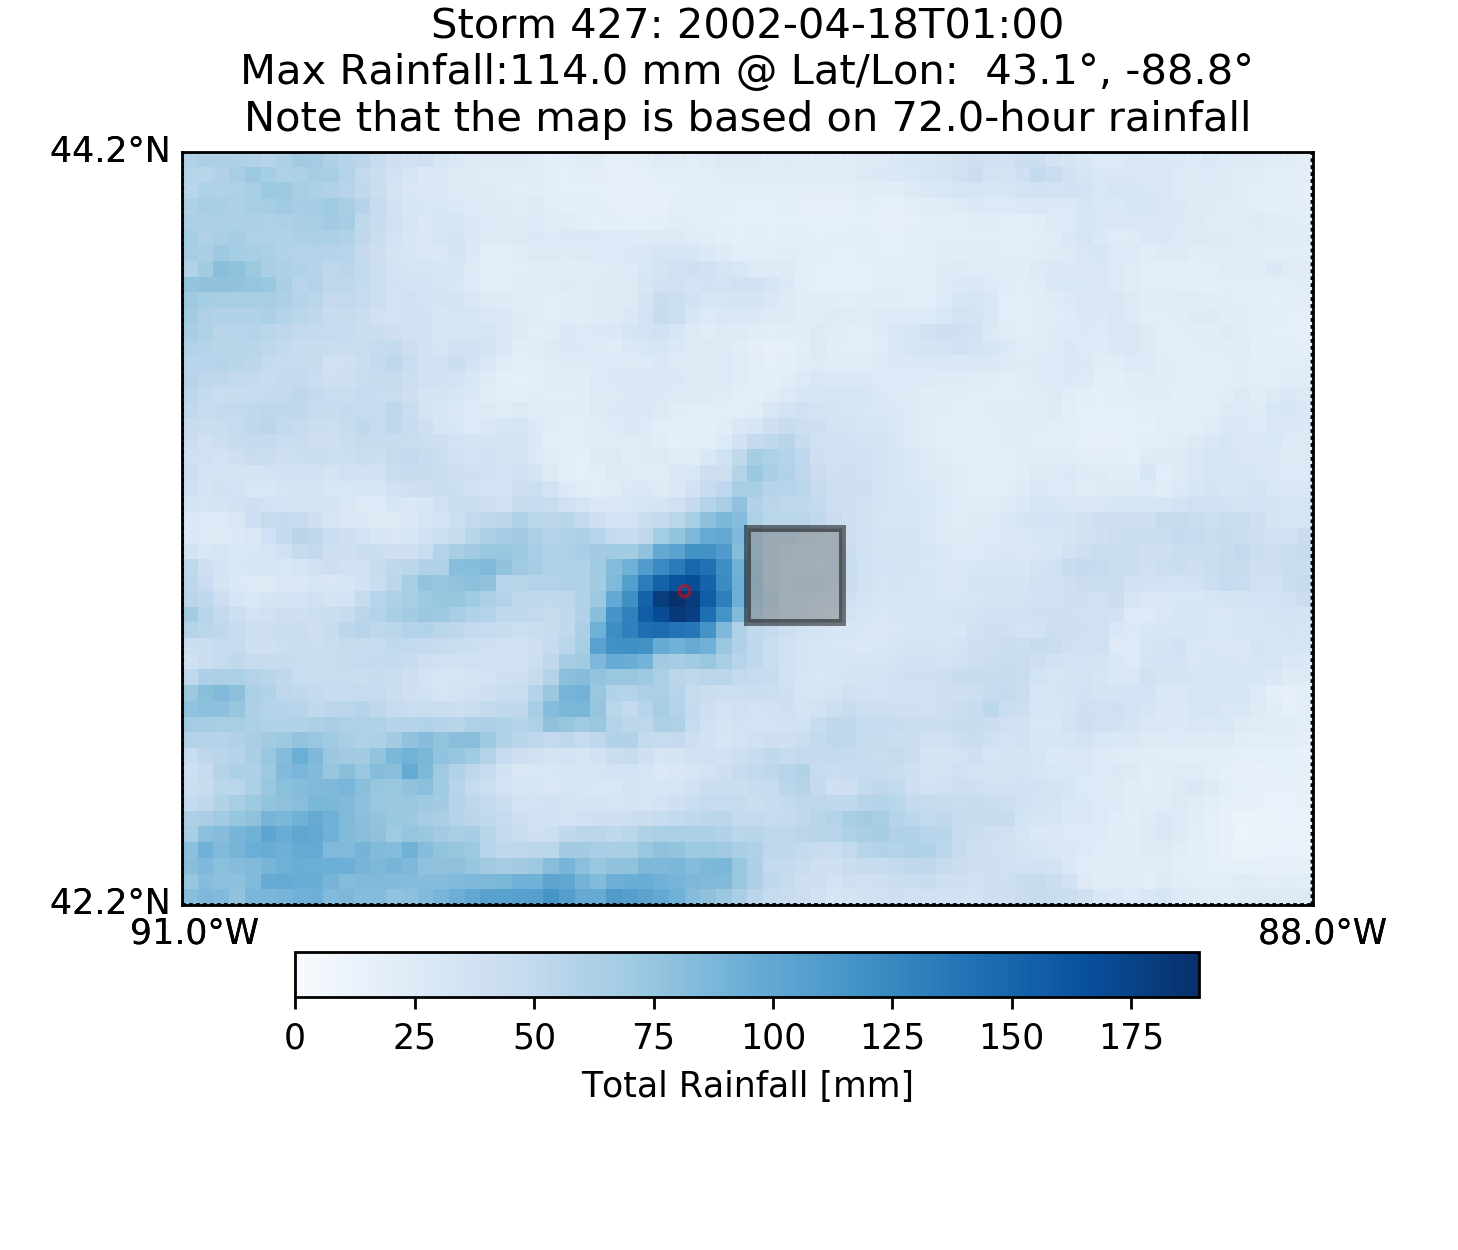 Storm 427: 2002-04-18T01:00
Max Rainfall:114.0 mm @ Lat/Lon:  43.1°, -88.8°
Note that the map is based on 72.0-hour rainfall
44.2°N
42.2°N
91.0°W 88.0°W
0 25 50 75 100 125 150 175
Total Rainfall [mm]